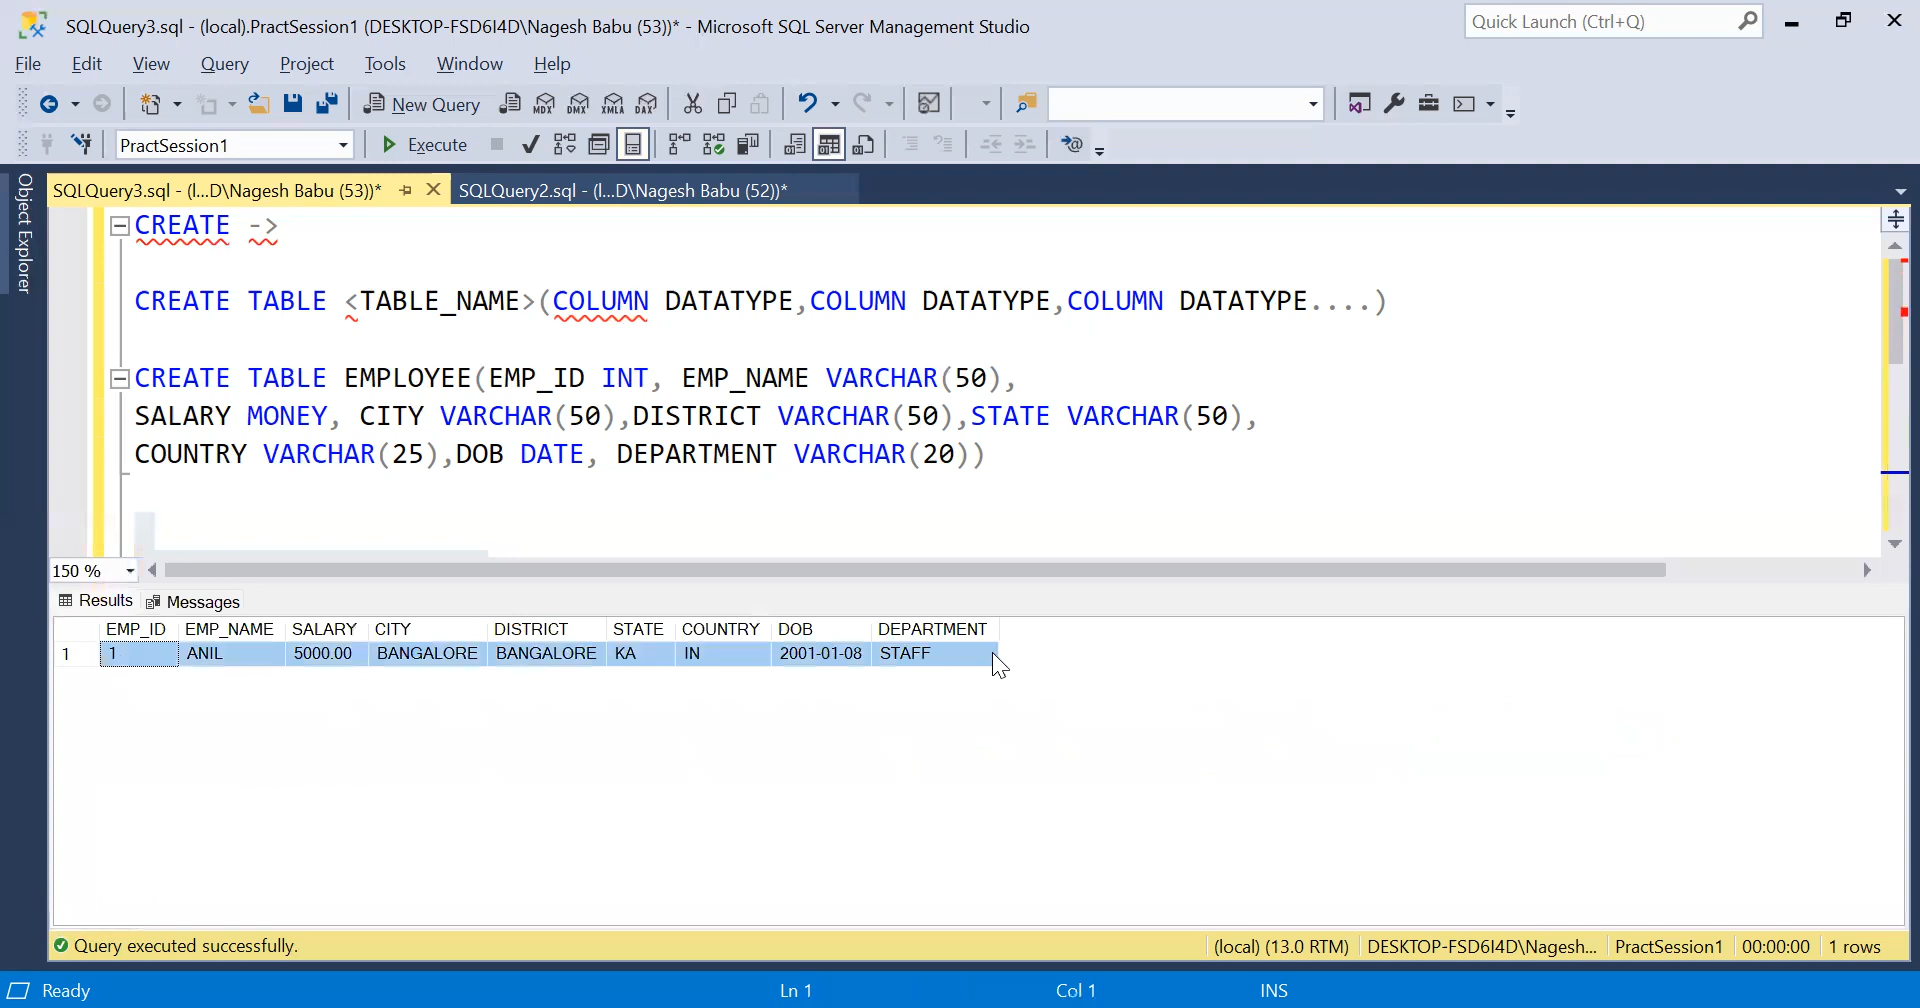 SQLQuery3.sql - (local).PractSession1 (DESKTOP-FSD6I4D\Nagesh Babu (53))* - Microsoft SQL Server Management Studio
Quick Launch (Ctrl+Q)
File Edit View Query Project Tools Window Help
New Query MDX DMX XMLA DAX
PractSession1 Execute
Object Explorer
SQLQuery3.sql - (l...D\Nagesh Babu (53))* SQLQuery2.sql - (l...D\Nagesh Babu (52))*
CREATE ->
CREATE TABLE <TABLE_NAME>(COLUMN DATATYPE,COLUMN DATATYPE,COLUMN DATATYPE....)
CREATE TABLE EMPLOYEE(EMP_ID INT, EMP_NAME VARCHAR(50),
SALARY MONEY, CITY VARCHAR(50),DISTRICT VARCHAR(50),STATE VARCHAR(50),
COUNTRY VARCHAR(25),DOB DATE, DEPARTMENT VARCHAR(20))
150 %
Results Messages
EMP_ID EMP_NAME SALARY CITY DISTRICT STATE COUNTRY DOB DEPARTMENT
1 1 ANIL 5000.00 BANGALORE BANGALORE KA IN 2001-01-08 STAFF
Query executed successfully. (local) (13.0 RTM) DESKTOP-FSD6I4D\Nagesh... PractSession1 00:00:00 1 rows
Ready Ln 1 Col 1 INS